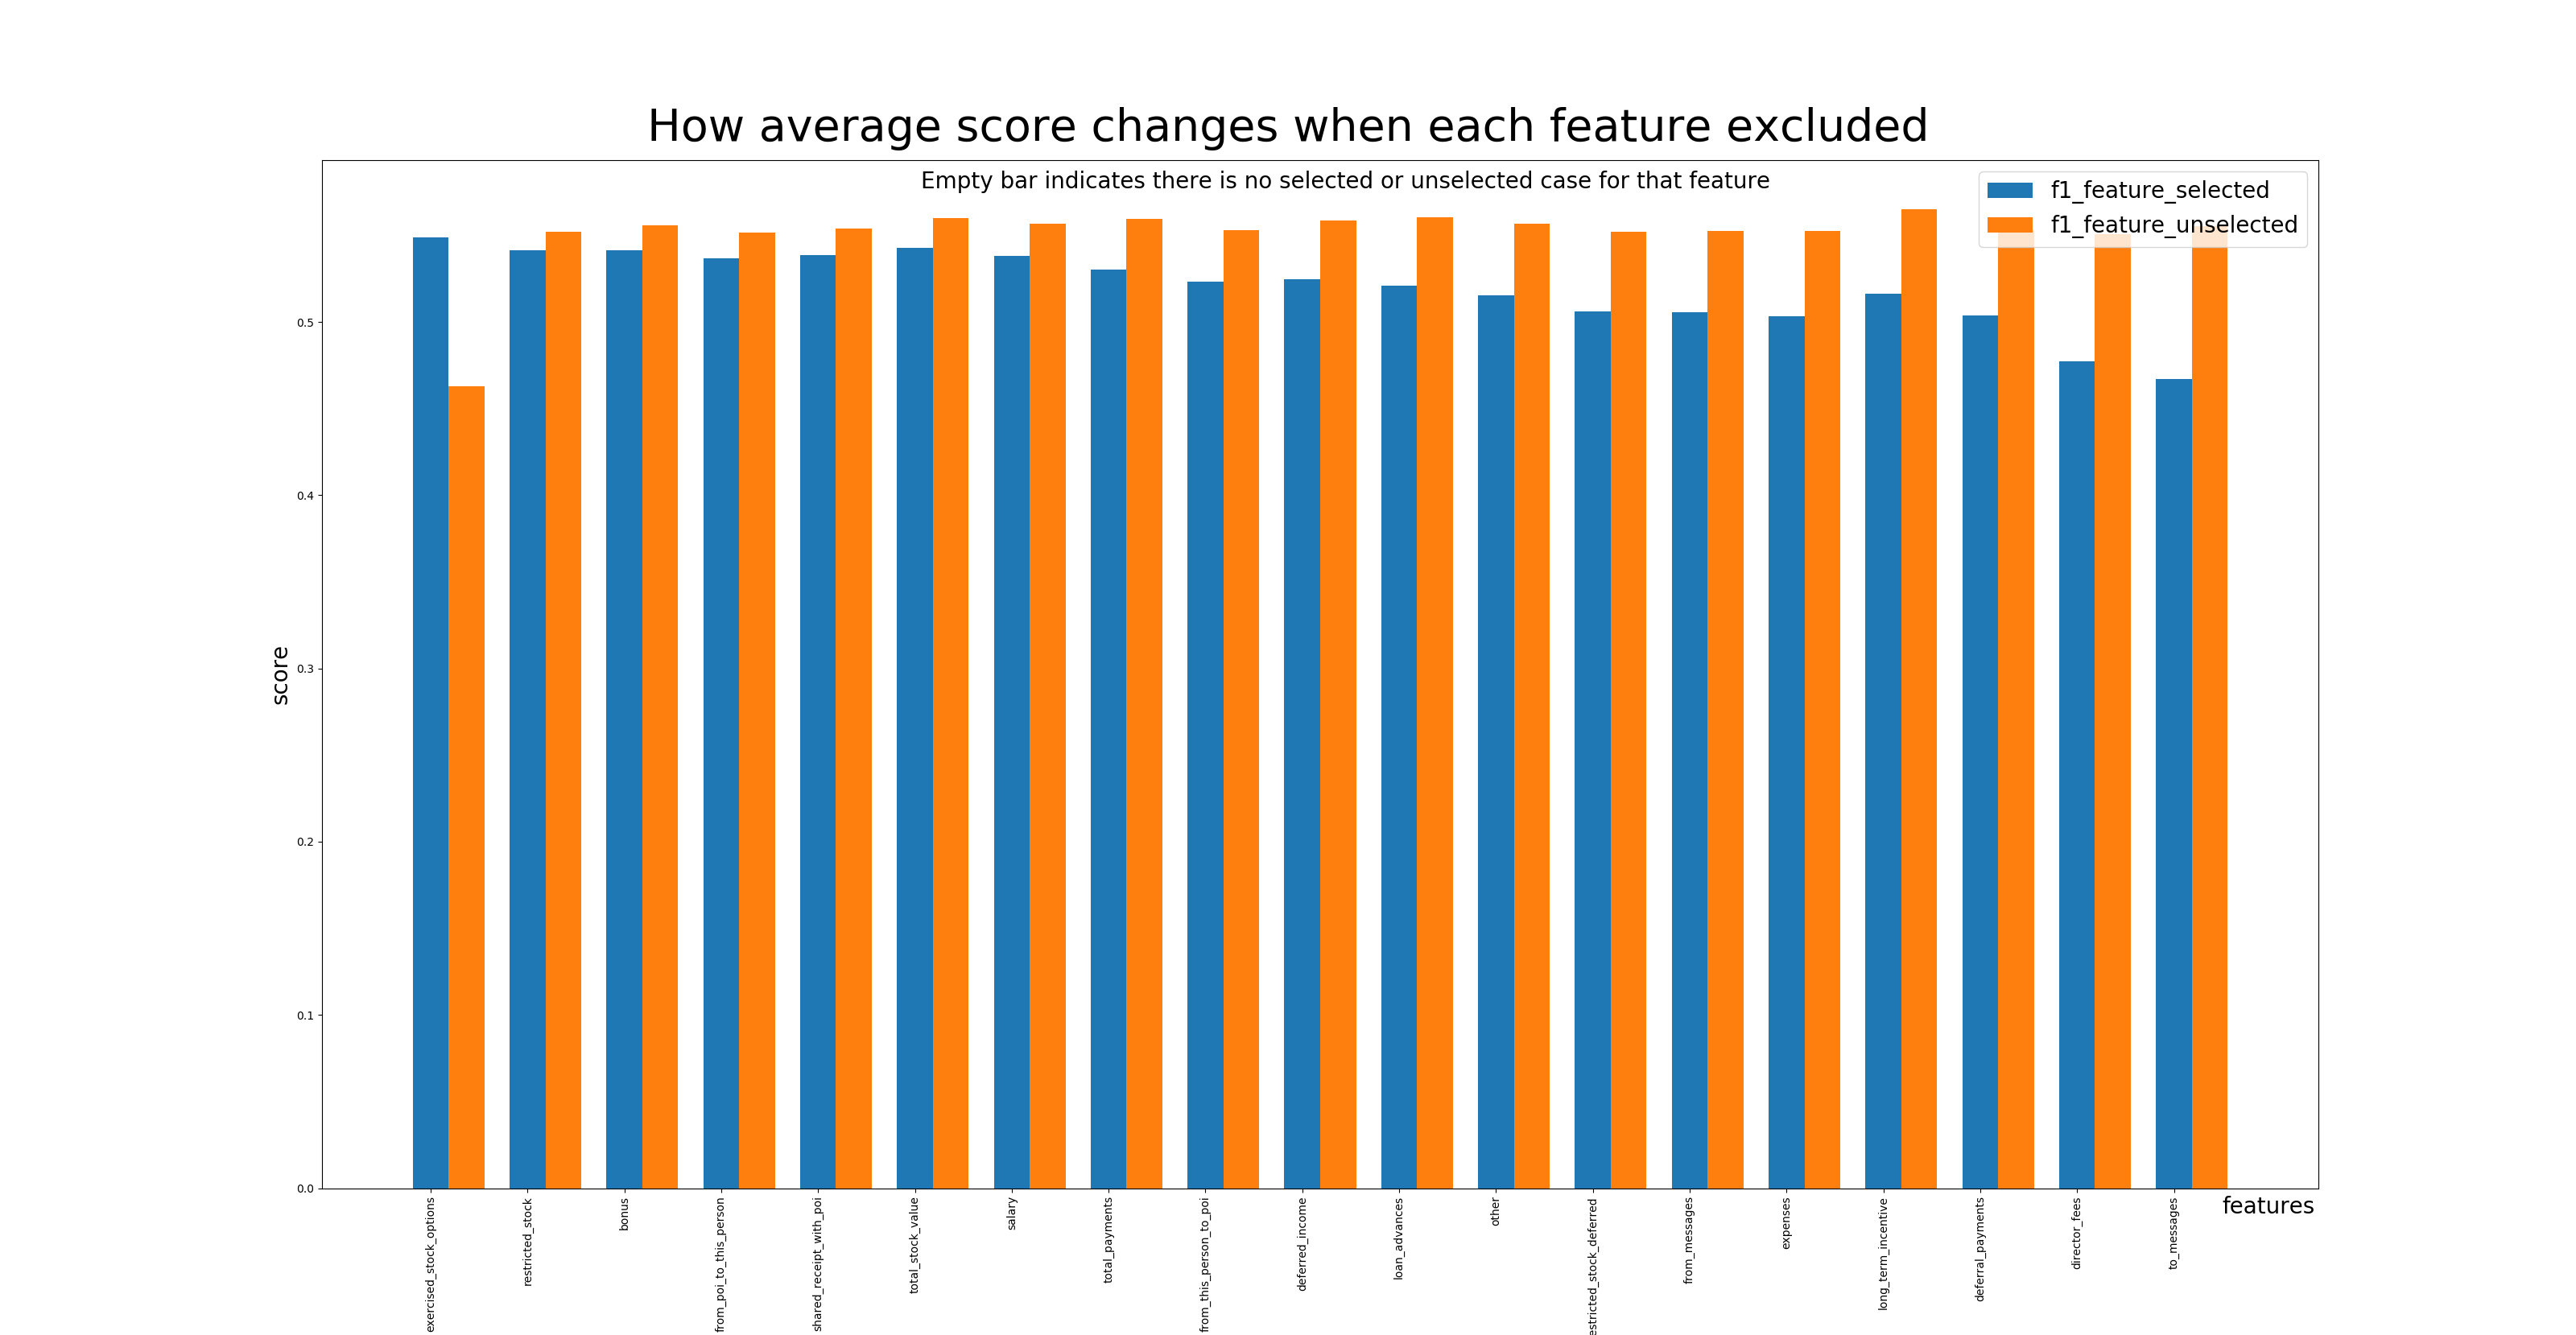 How average score changes when each feature excluded
Empty bar indicates there is no selected or unselected case for that feature
f1_feature_selected
f1_feature_unselected
score
0.5
0.4
0.3
0.2
0.1
0.0
exercised_stock_options
restricted_stock
bonus
from_poi_to_this_person
shared_receipt_with_poi
total_stock_value
salary
total_payments
from_this_person_to_poi
deferred_income
loan_advances
other
estricted_stock_deferred
from_messages
expenses
long_term_incentive
deferral_payments
director_fees
to_messages
features